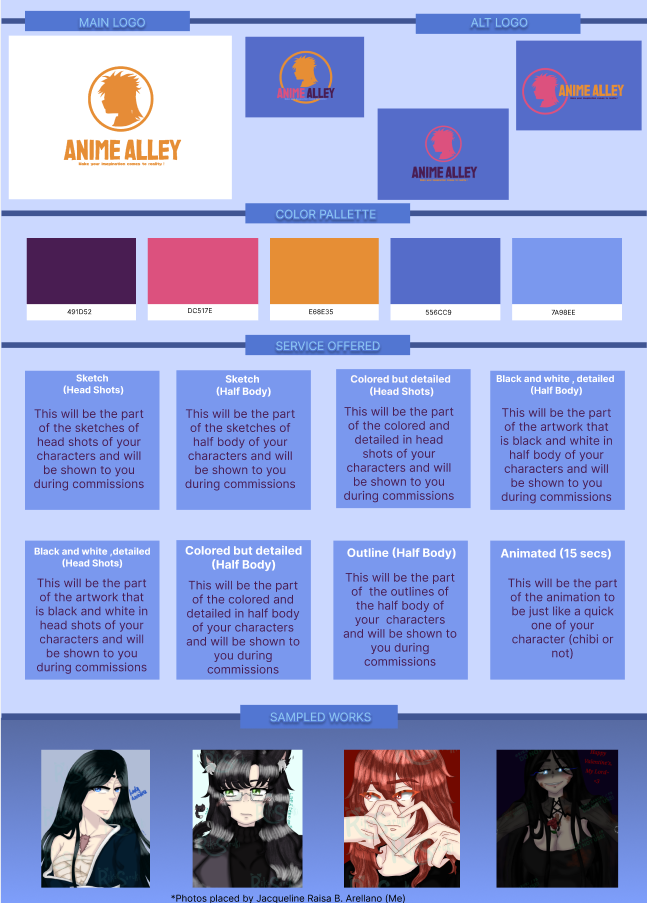 MAIN LOGO
ALT LOGO
ANIME ALLEY
Make your imagination comes to reality !
ANIME ALLEY
ANIME ALLEY
ANIME ALLEY
COLOR PALLETTE
491D52
DC517E
E68E35
556CC9
7A98EE
SERVICE OFFERED
Sketch
(Head Shots)
This will be the part
of the sketches of
head shots of your
characters and will
be shown to you
during commissions
Sketch
(Half Body)
This will be the part
of the sketches of
half body of your
characters and will
be shown to you
during commissions
Colored but detailed
(Head Shots)
This will be the part
of the colored and
detailed in head
shots of your
characters and will
be shown to you
during commissions
Black and white , detailed
(Half Body)
This will be the part
of the artwork that
is black and white in
half body of your
characters and will
be shown to you
during commissions
Black and white ,detailed
(Head Shots)
This will be the part
of the artwork that
is black and white in
head shots of your
characters and will
be shown to you
during commissions
Colored but detailed
(Half Body)
This will be the part
of the colored and
detailed in half body
of your characters
and will be shown to
you during
commissions
Outline (Half Body)
This will be the part
of the outlines of
the half body of
your characters
and will be shown to
you during
commissions
Animated (15 secs)
This will be the part
of the animation to
be just like a quick
one of your
character (chibi or
not)
SAMPLED WORKS
*Photos placed by Jacqueline Raisa B. Arellano (Me)